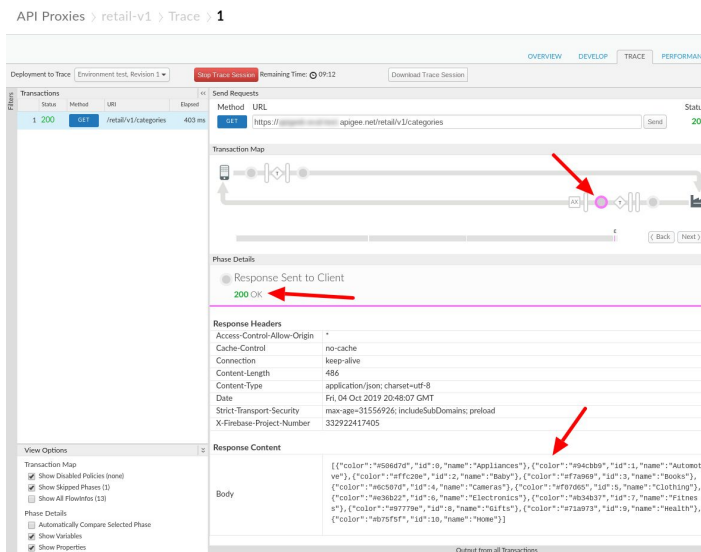 API Proxies > retail-v1 > Trace > 1
OVERVIEW DEVELOP TRACE PERFORMAN
Deployment to Trace Environment test, Revision 1 Stop Trace Session Remaining Time: 09:12 Download Trace Session
Filters
Transactions
Status Method URI Elapsed
1 200 GET /retail/v1/categories 403 ms
Send Requests
Method URL Statu
GET https:// apigee.net/retail/v1/categories Send 20
Transaction Map
AX
ε
Back Next
Phase Details
Response Sent to Client
200 OK
Response Headers
Access-Control-Allow-Origin *
Cache-Control no-cache
Connection keep-alive
Content-Length 486
Content-Type application/json; charset=utf-8
Date Fri, 04 Oct 2019 20:48:07 GMT
Strict-Transport-Security max-age=31556926; includeSubDomains; preload
X-Firebase-Project-Number 332922417405
Response Content
Body
[{"color":"#506d7d","id":0,"name":"Appliances"},{"color":"#94cbb9","id":1,"name":"Automot
ve"},{"color":"#ffc20e","id":2,"name":"Baby"},{"color":"#f7a969","id":3,"name":"Books"},
{"color":"#6c507d","id":4,"name":"Cameras"},{"color":"#f07d65","id":5,"name":"Clothing"},
{"color":"#e36b22","id":6,"name":"Electronics"},{"color":"#b34b37","id":7,"name":"Fitnes
s"},{"color":"#97779e","id":8,"name":"Gifts"},{"color":"#71a973","id":9,"name":"Health"},
{"color":"#b75f5f","id":10,"name":"Home"}]
Output from all Transactions
View Options
Transaction Map
Show Disabled Policies (none)
Show Skipped Phases (1)
Show All FlowInfos (13)
Phase Details
Automatically Compare Selected Phase
Show Variables
Show Properties